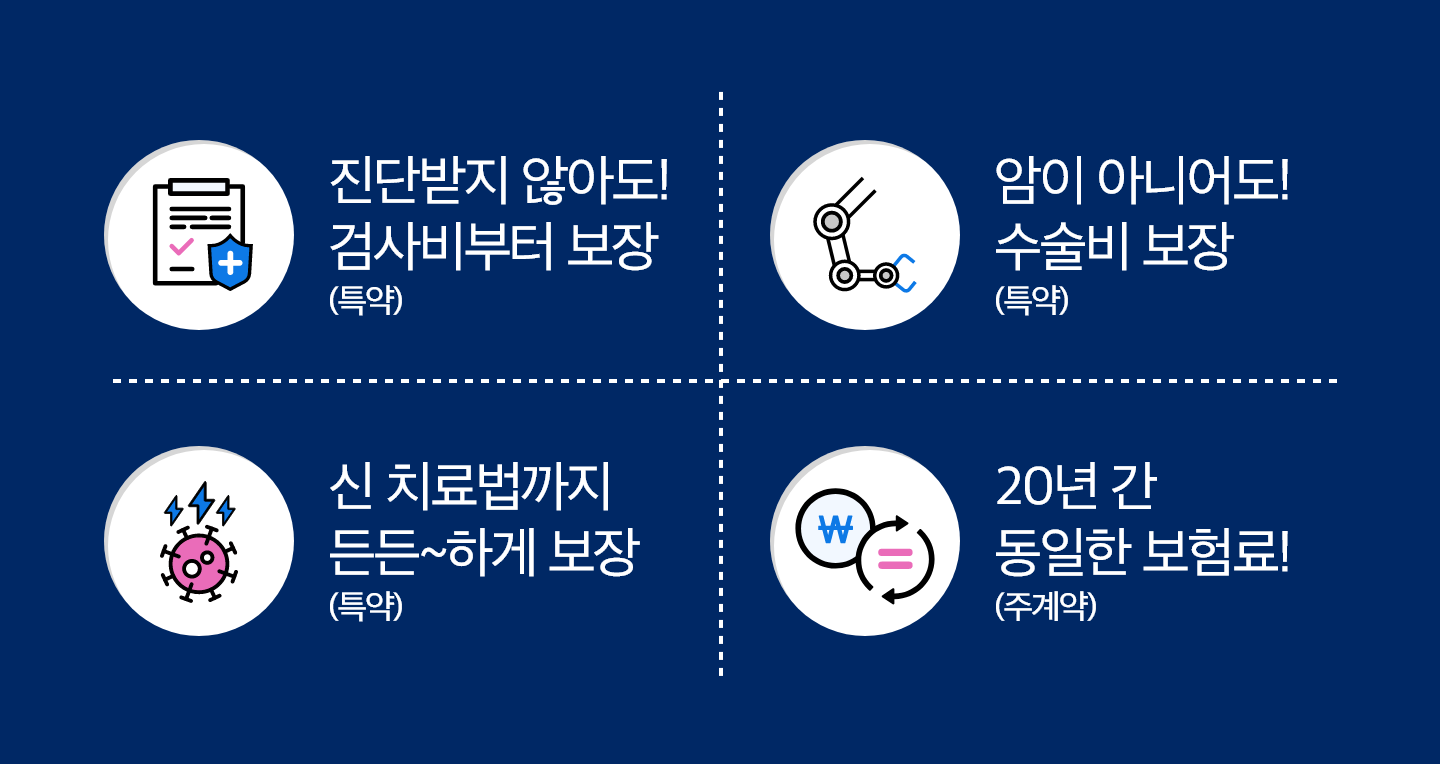 진단받지 않아도!
검사비부터 보장
(특약)
암이 아니어도!
수술비 보장
(특약)
신 치료법까지
든든~하게 보장
(특약)
₩
20년 간
동일한 보험료!
(주계약)